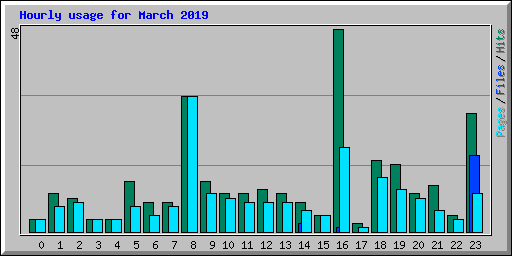 Hourly usage for March 2019
48
Pages/Files/Hits
0 1 2 3 4 5 6 7 8 9 10 11 12 13 14 15 16 17 18 19 20 21 22 23